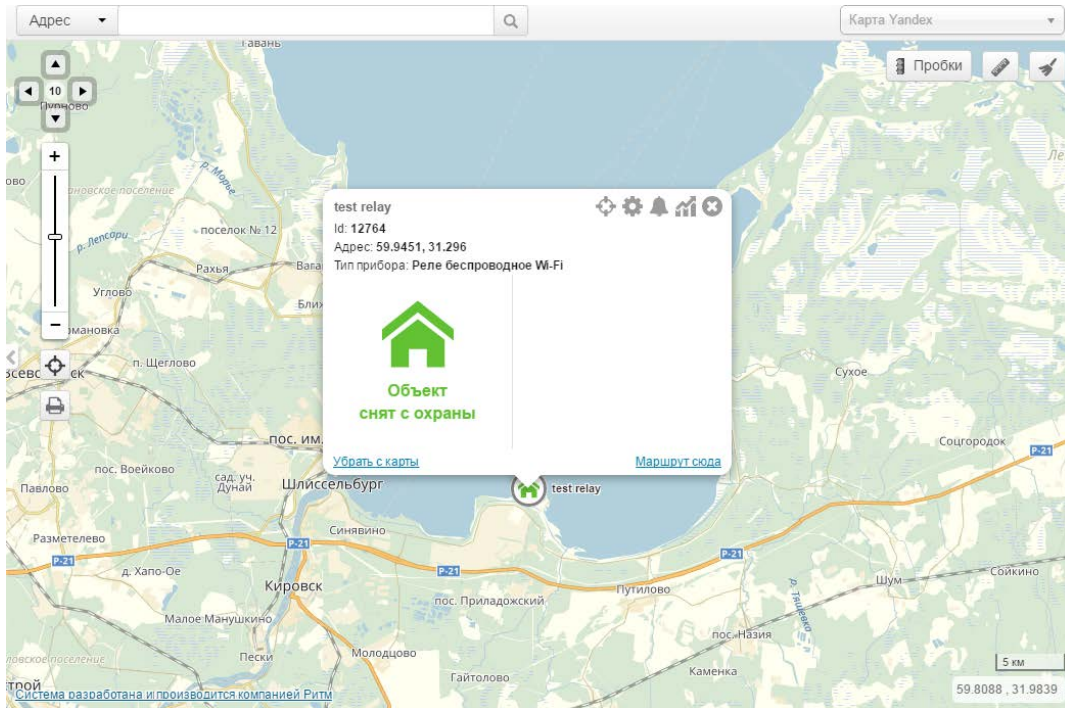 Адрес
Карта Yandex
Гавань
Пробки
10
р. Морье
поселок № 12
р. Лепсари
Рахья
Углово
п. Щеглово
test relay
Id: 12764
Адрес: 59.9451, 31.296
Тип прибора: Реле беспроводное Wi-Fi
Объект
снят с охраны
Убрать с карты
Маршрут сюда
Сухое
пос. им.
Соцгородок
Р-21
пос. Воейково
сад. уч.
Дунай
Шлиссельбург
test relay
Павлово
Синявино
Разметелево
Р-21
Р-21
Р-21
Р-21
д. Хапо-Ое
Кировск
пос. Приладожский
Путилово
Шум
Сойкино
Малое Манушкино
р. Тяшевка
пос. Назия
Пески
Молодцово
Гайтолово
Каменка
5 км
Система разработана и производится компанией Ритм
59.8088 , 31.9839